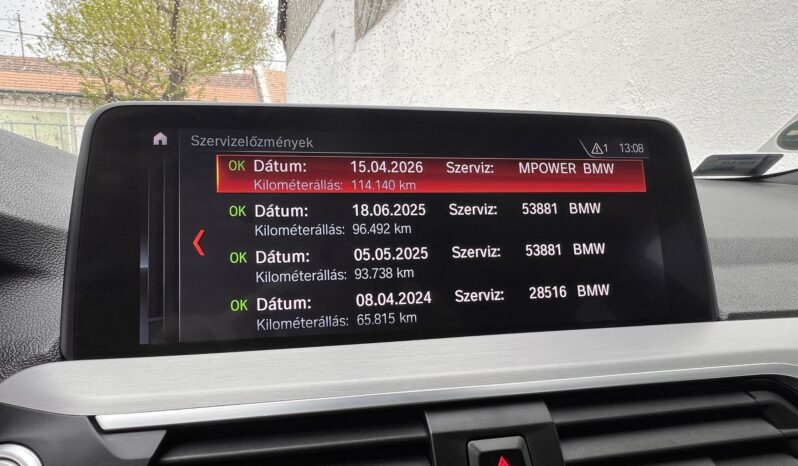 Szervizelőzmények 1 13:08
OK Dátum: 15.04.2026 Szerviz: MPOWER BMW
Kilométerállás: 114.140 km
OK Dátum: 18.06.2025 Szerviz: 53881 BMW
Kilométerállás: 96.492 km
OK Dátum: 05.05.2025 Szerviz: 53881 BMW
Kilométerállás: 93.738 km
OK Dátum: 08.04.2024 Szerviz: 28516 BMW
Kilométerállás: 65.815 km